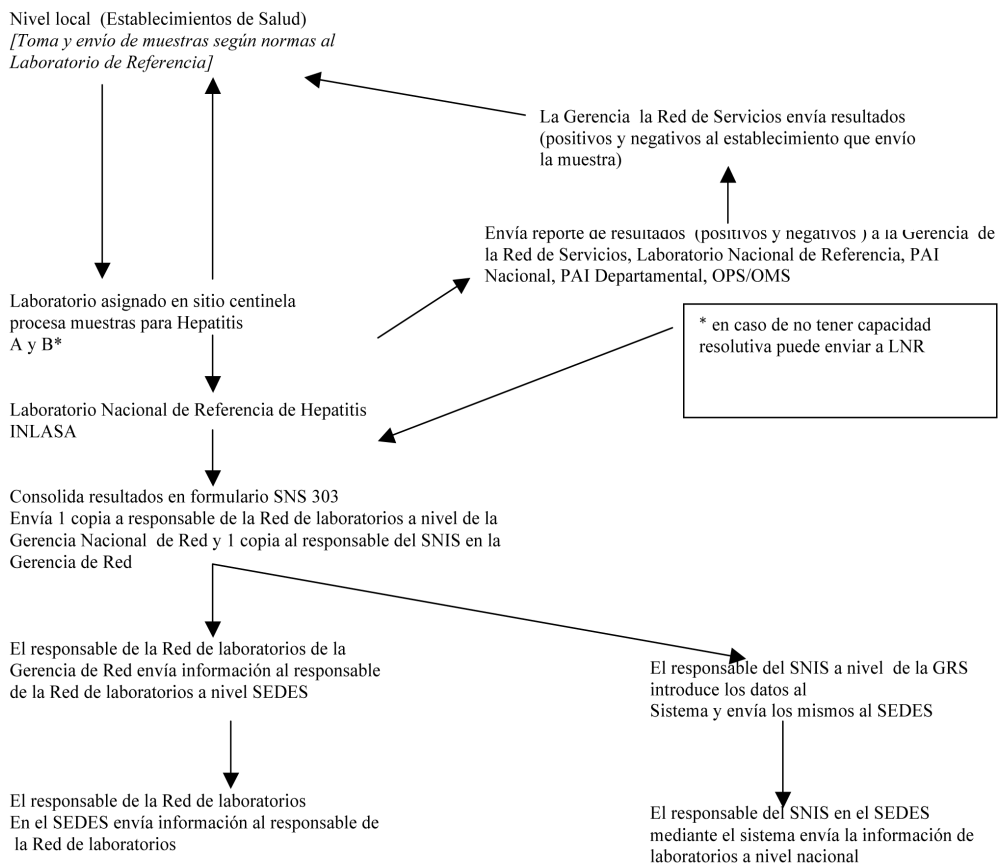 Nivel local (Establecimientos de Salud)
[Toma y envío de muestras según normas al
Laboratorio de Referencia]
La Gerencia la Red de Servicios envía resultados
(positivos y negativos al establecimiento que envío
la muestra)
Envía reporte de resultados (positivos y negativos ) a la Gerencia de
la Red de Servicios, Laboratorio Nacional de Referencia, PAI
Nacional, PAI Departamental, OPS/OMS
Laboratorio asignado en sitio centinela
procesa muestras para Hepatitis
A y B*
* en caso de no tener capacidad
resolutiva puede enviar a LNR
Laboratorio Nacional de Referencia de Hepatitis
INLASA
Consolida resultados en formulario SNS 303
Envía 1 copia a responsable de la Red de laboratorios a nivel de la
Gerencia Nacional de Red y 1 copia al responsable del SNIS en la
Gerencia de Red
El responsable de la Red de laboratorios de la
Gerencia de Red envía información al responsable
de la Red de laboratorios a nivel SEDES
El responsable del SNIS a nivel de la GRS
introduce los datos al
Sistema y envía los mismos al SEDES
El responsable de la Red de laboratorios
En el SEDES envía información al responsable de
la Red de laboratorios
El responsable del SNIS en el SEDES
mediante el sistema envía la información de
laboratorios a nivel nacional